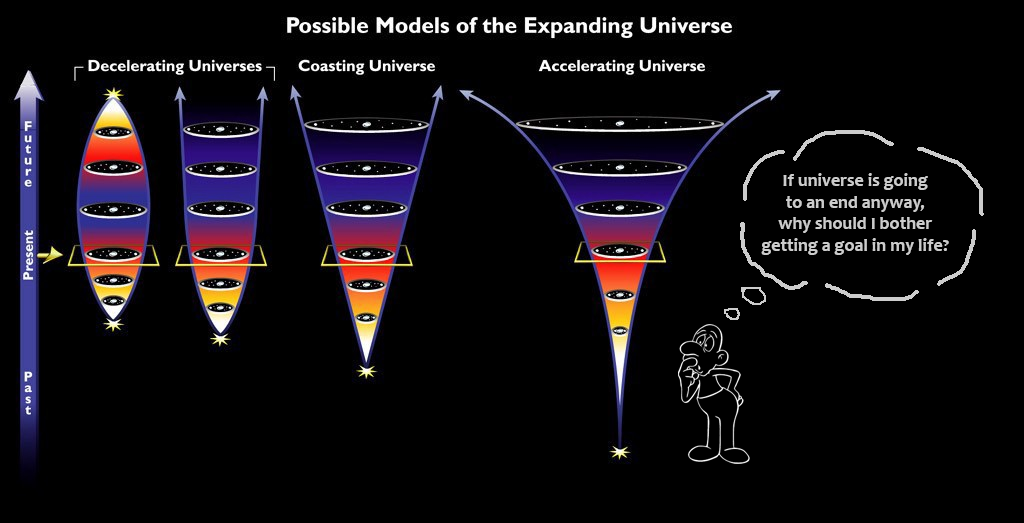 Possible Models of the Expanding Universe
Decelerating Universes
Coasting Universe
Accelerating Universe
Future
Present
Past
If universe is going
to an end anyway,
why should I bother
getting a goal in my life?